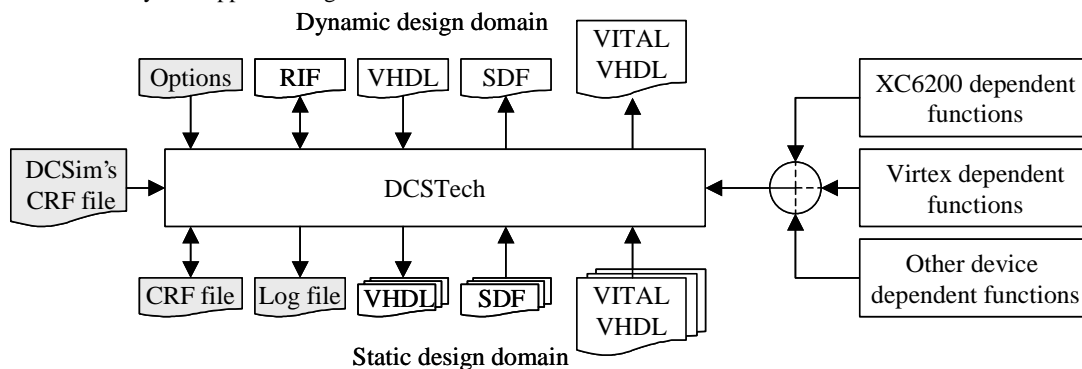 Dynamic design domain
Options
RIF
VHDL
SDF
VITAL
VHDL
XC6200 dependent
functions
DCSim's
CRF file
DCSTech
Virtex dependent
functions
CRF file
Log file
VHDL
SDF
VITAL
VHDL
Other device
dependent functions
Static design domain